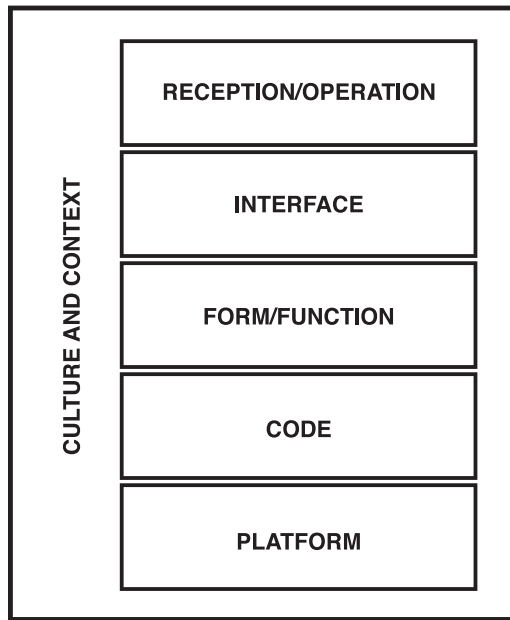 RECEPTION/OPERATION
INTERFACE
FORM/FUNCTION
CODE
PLATFORM
CULTURE AND CONTEXT